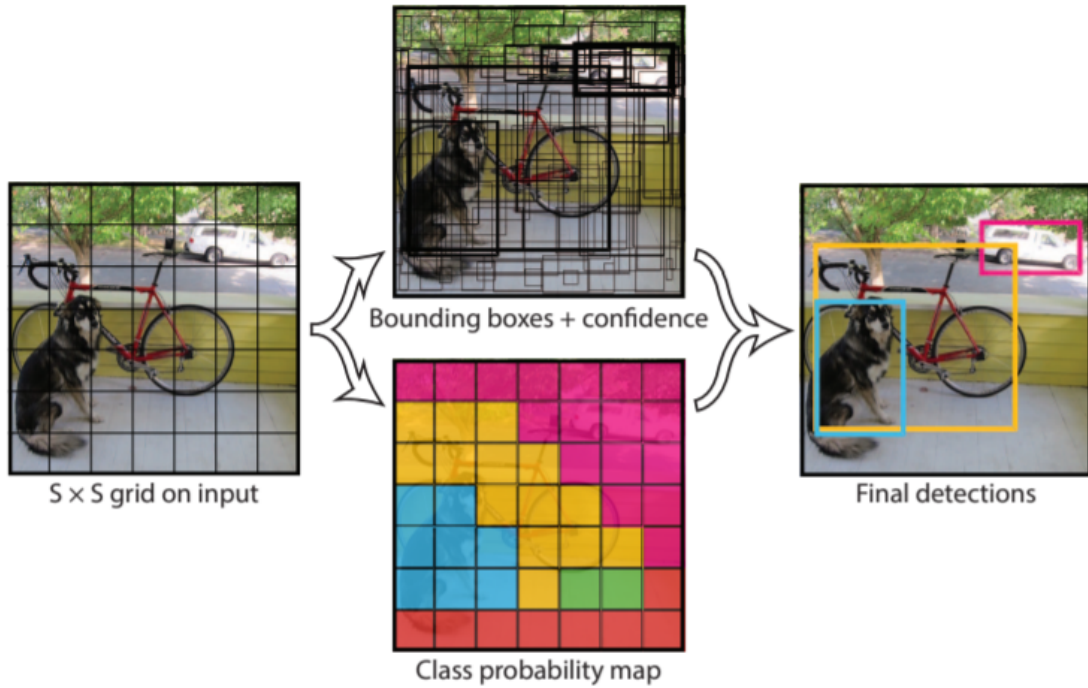 Bounding boxes + confidence
S × S grid on input
Final detections
Class probability map